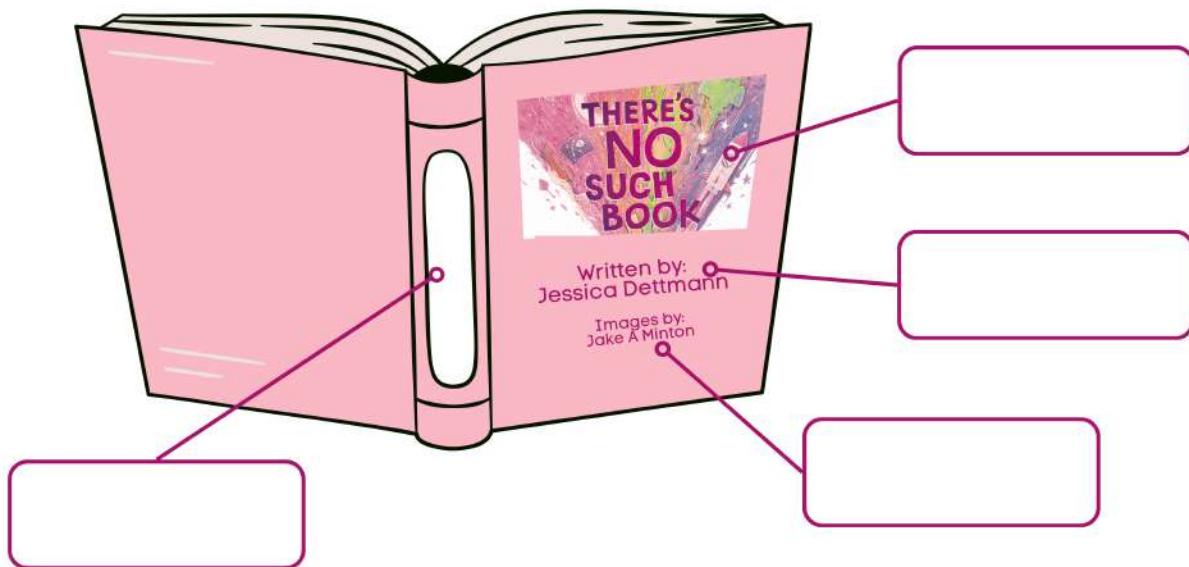 THERE'S
NO
SUCH
BOOK
Written by:
Jessica Dettmann
Images by:
Jake A Minton